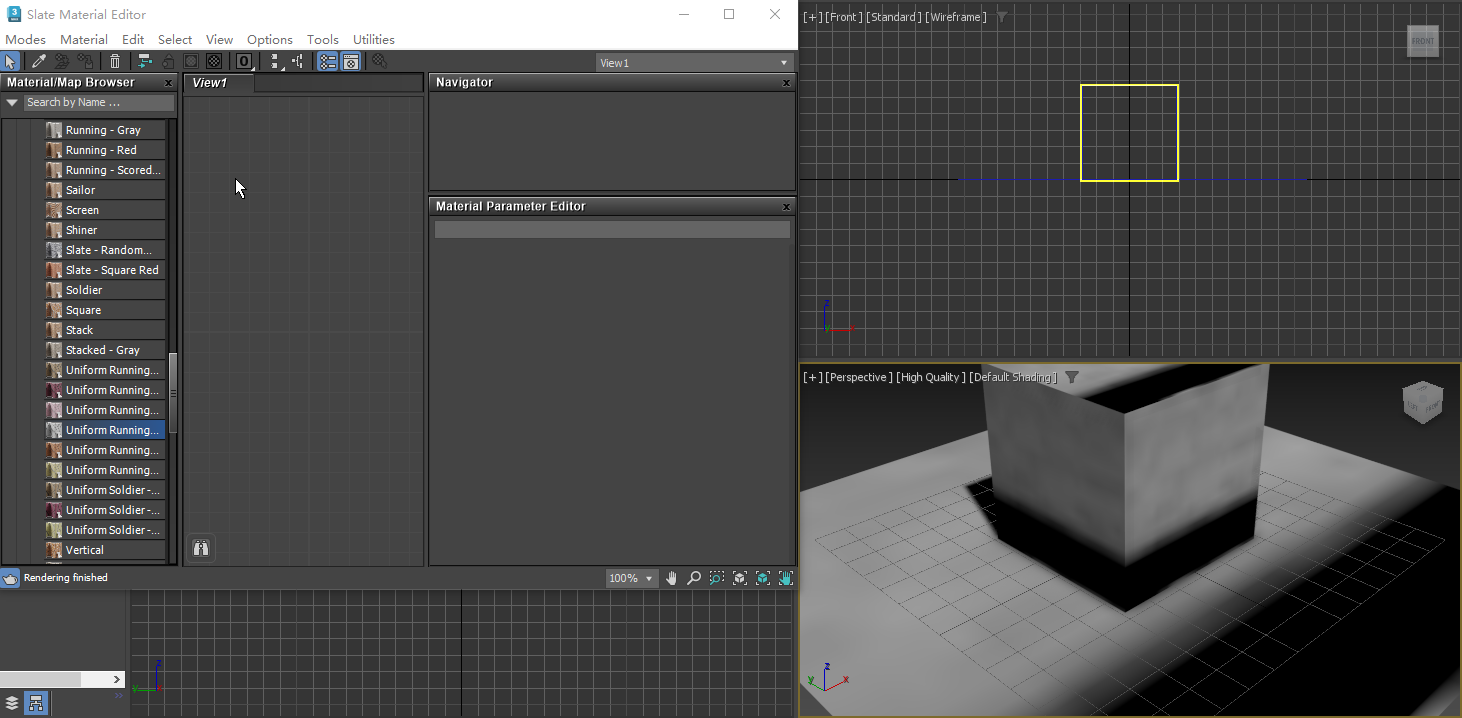 Slate Material Editor
Modes Material Edit Select View Options Tools Utilities
0
View1
Material/Map Browser x
Search by Name ...
Running - Gray
Running - Red
Running - Scored...
Sailor
Screen
Shiner
Slate - Random...
Slate - Square Red
Soldier
Square
Stack
Stacked - Gray
Uniform Running...
Uniform Running...
Uniform Running...
Uniform Running...
Uniform Running...
Uniform Running...
Uniform Soldier -...
Uniform Soldier -...
Uniform Soldier -...
Vertical
View1
Navigator x
Material Parameter Editor x
Rendering finished
100%
z
y
[+] [Front ] [Standard ] [Wireframe ]
FRONT
z
[+] [Perspective ] [High Quality ] [Default Shading ]
FRONT
z
y
x